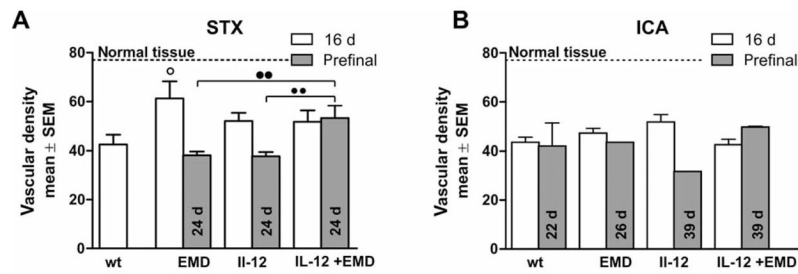 A
STX
16 d
Prefinal
Normal tissue
Vascular density
mean ± SEM
80
60
40
20
0
24 d
24 d
24 d
wt
EMD
Il-12
IL-12 +EMD
B
ICA
16 d
Prefinal
Normal tissue
Vascular density
mean ± SEM
80
60
40
20
0
22 d
26 d
39 d
39 d
wt
EMD
Il-12
IL-12 +EMD